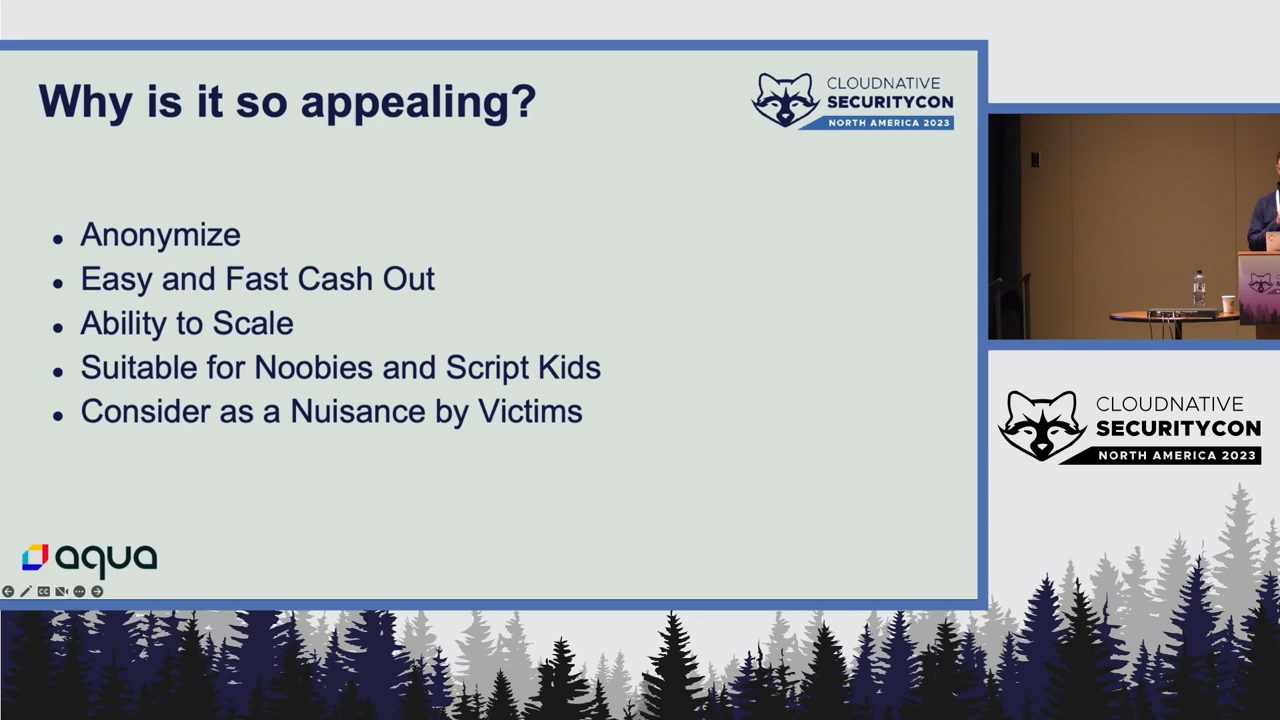 Why is it so appealing?
CLOUDNATIVE
SECURITYCON
NORTH AMERICA 2023
• Anonymize
• Easy and Fast Cash Out
• Ability to Scale
• Suitable for Noobies and Script Kids
• Consider as a Nuisance by Victims
aqua
CLOUDNATIVE
SECURITYCON
NORTH AMERICA 2023